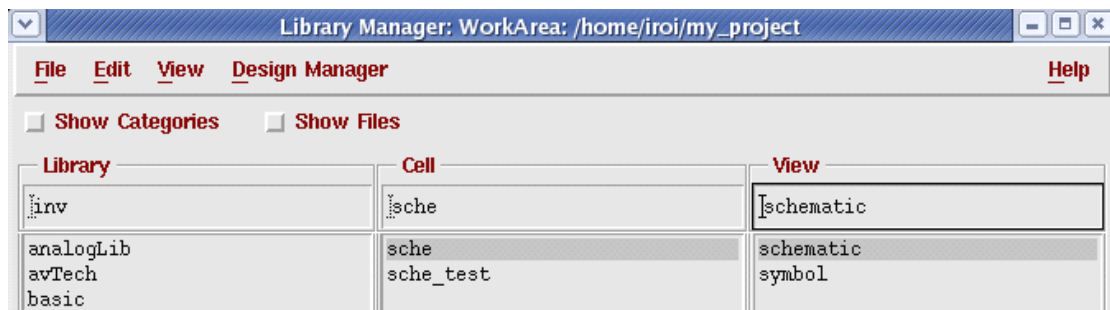 Library Manager: WorkArea: /home/iroi/my_project
File Edit View Design Manager Help
Show Categories Show Files
Library Cell View
inv sche schematic
analogLib sche schematic
avTech sche_test symbol
basic